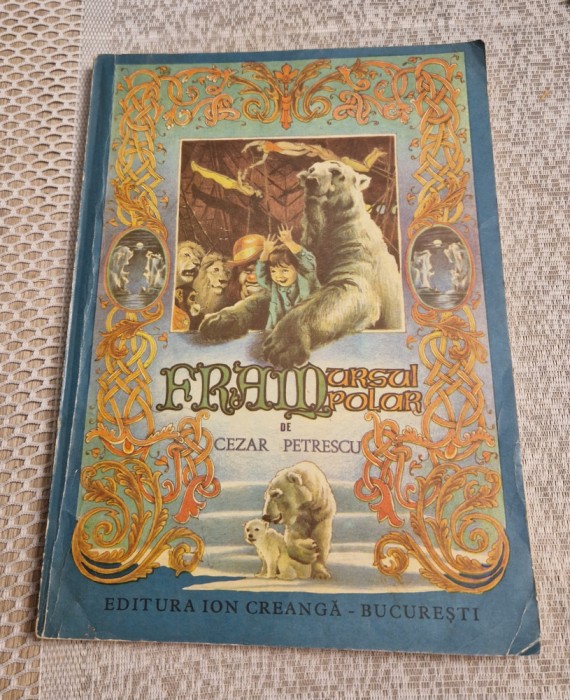 FRAM ursul
polar
DE
CEZAR PETRESCU
EDITURA ION CREANGĂ - BUCUREȘTI